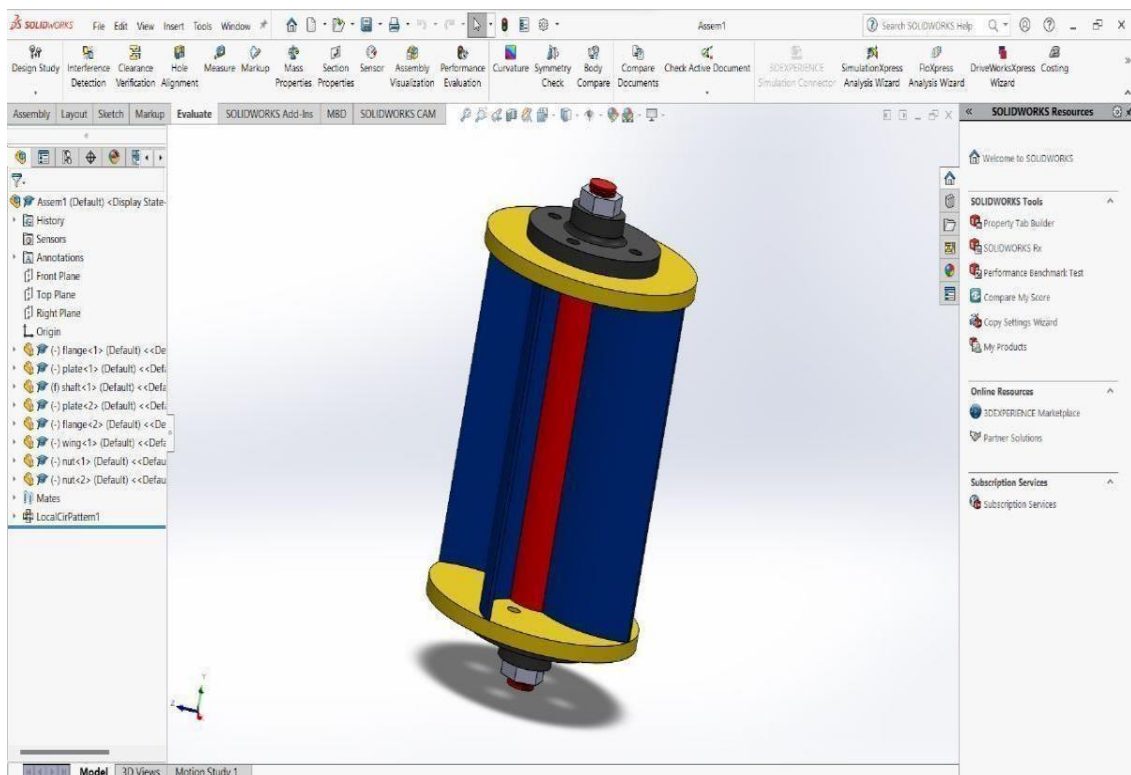 SOLIDWORKS File Edit View Insert Tools Window Assem1 Search SOLIDWORKS Help
Design Study
Interference Detection
Clearance Verification
Hole Alignment
Measure
Markup
Mass Properties
Section Properties
Sensor
Assembly Visualization
Performance Evaluation
Curvature
Symmetry Check
Body Compare
Compare Documents
Check Active Document
3DEXPERIENCE Simulation Connector
SimulationXpress Analysis Wizard
FloXpress Analysis Wizard
DriveWorksXpress Wizard
Costing
Assembly Layout Sketch Markup Evaluate SOLIDWORKS Add-Ins MBD SOLIDWORKS CAM
Assem1 (Default) <Display State-
History
Sensors
Annotations
Front Plane
Top Plane
Right Plane
Origin
(-) flange<1> (Default) <<De
(-) plate<1> (Default) <<Defa
(f) shaft<1> (Default) <<Defa
(-) plate<2> (Default) <<Defa
(-) flange<2> (Default) <<De
(-) wing<1> (Default) <<Defa
(-) nut<1> (Default) <<Defau
(-) nut<2> (Default) <<Defau
Mates
LocalCirPattern1
Y
Z
SOLIDWORKS Resources
Welcome to SOLIDWORKS
SOLIDWORKS Tools
Property Tab Builder
SOLIDWORKS Rx
Performance Benchmark Test
Compare My Score
Copy Settings Wizard
My Products
Online Resources
3DEXPERIENCE Marketplace
Partner Solutions
Subscription Services
Subscription Services
Model 3D Views Motion Study 1